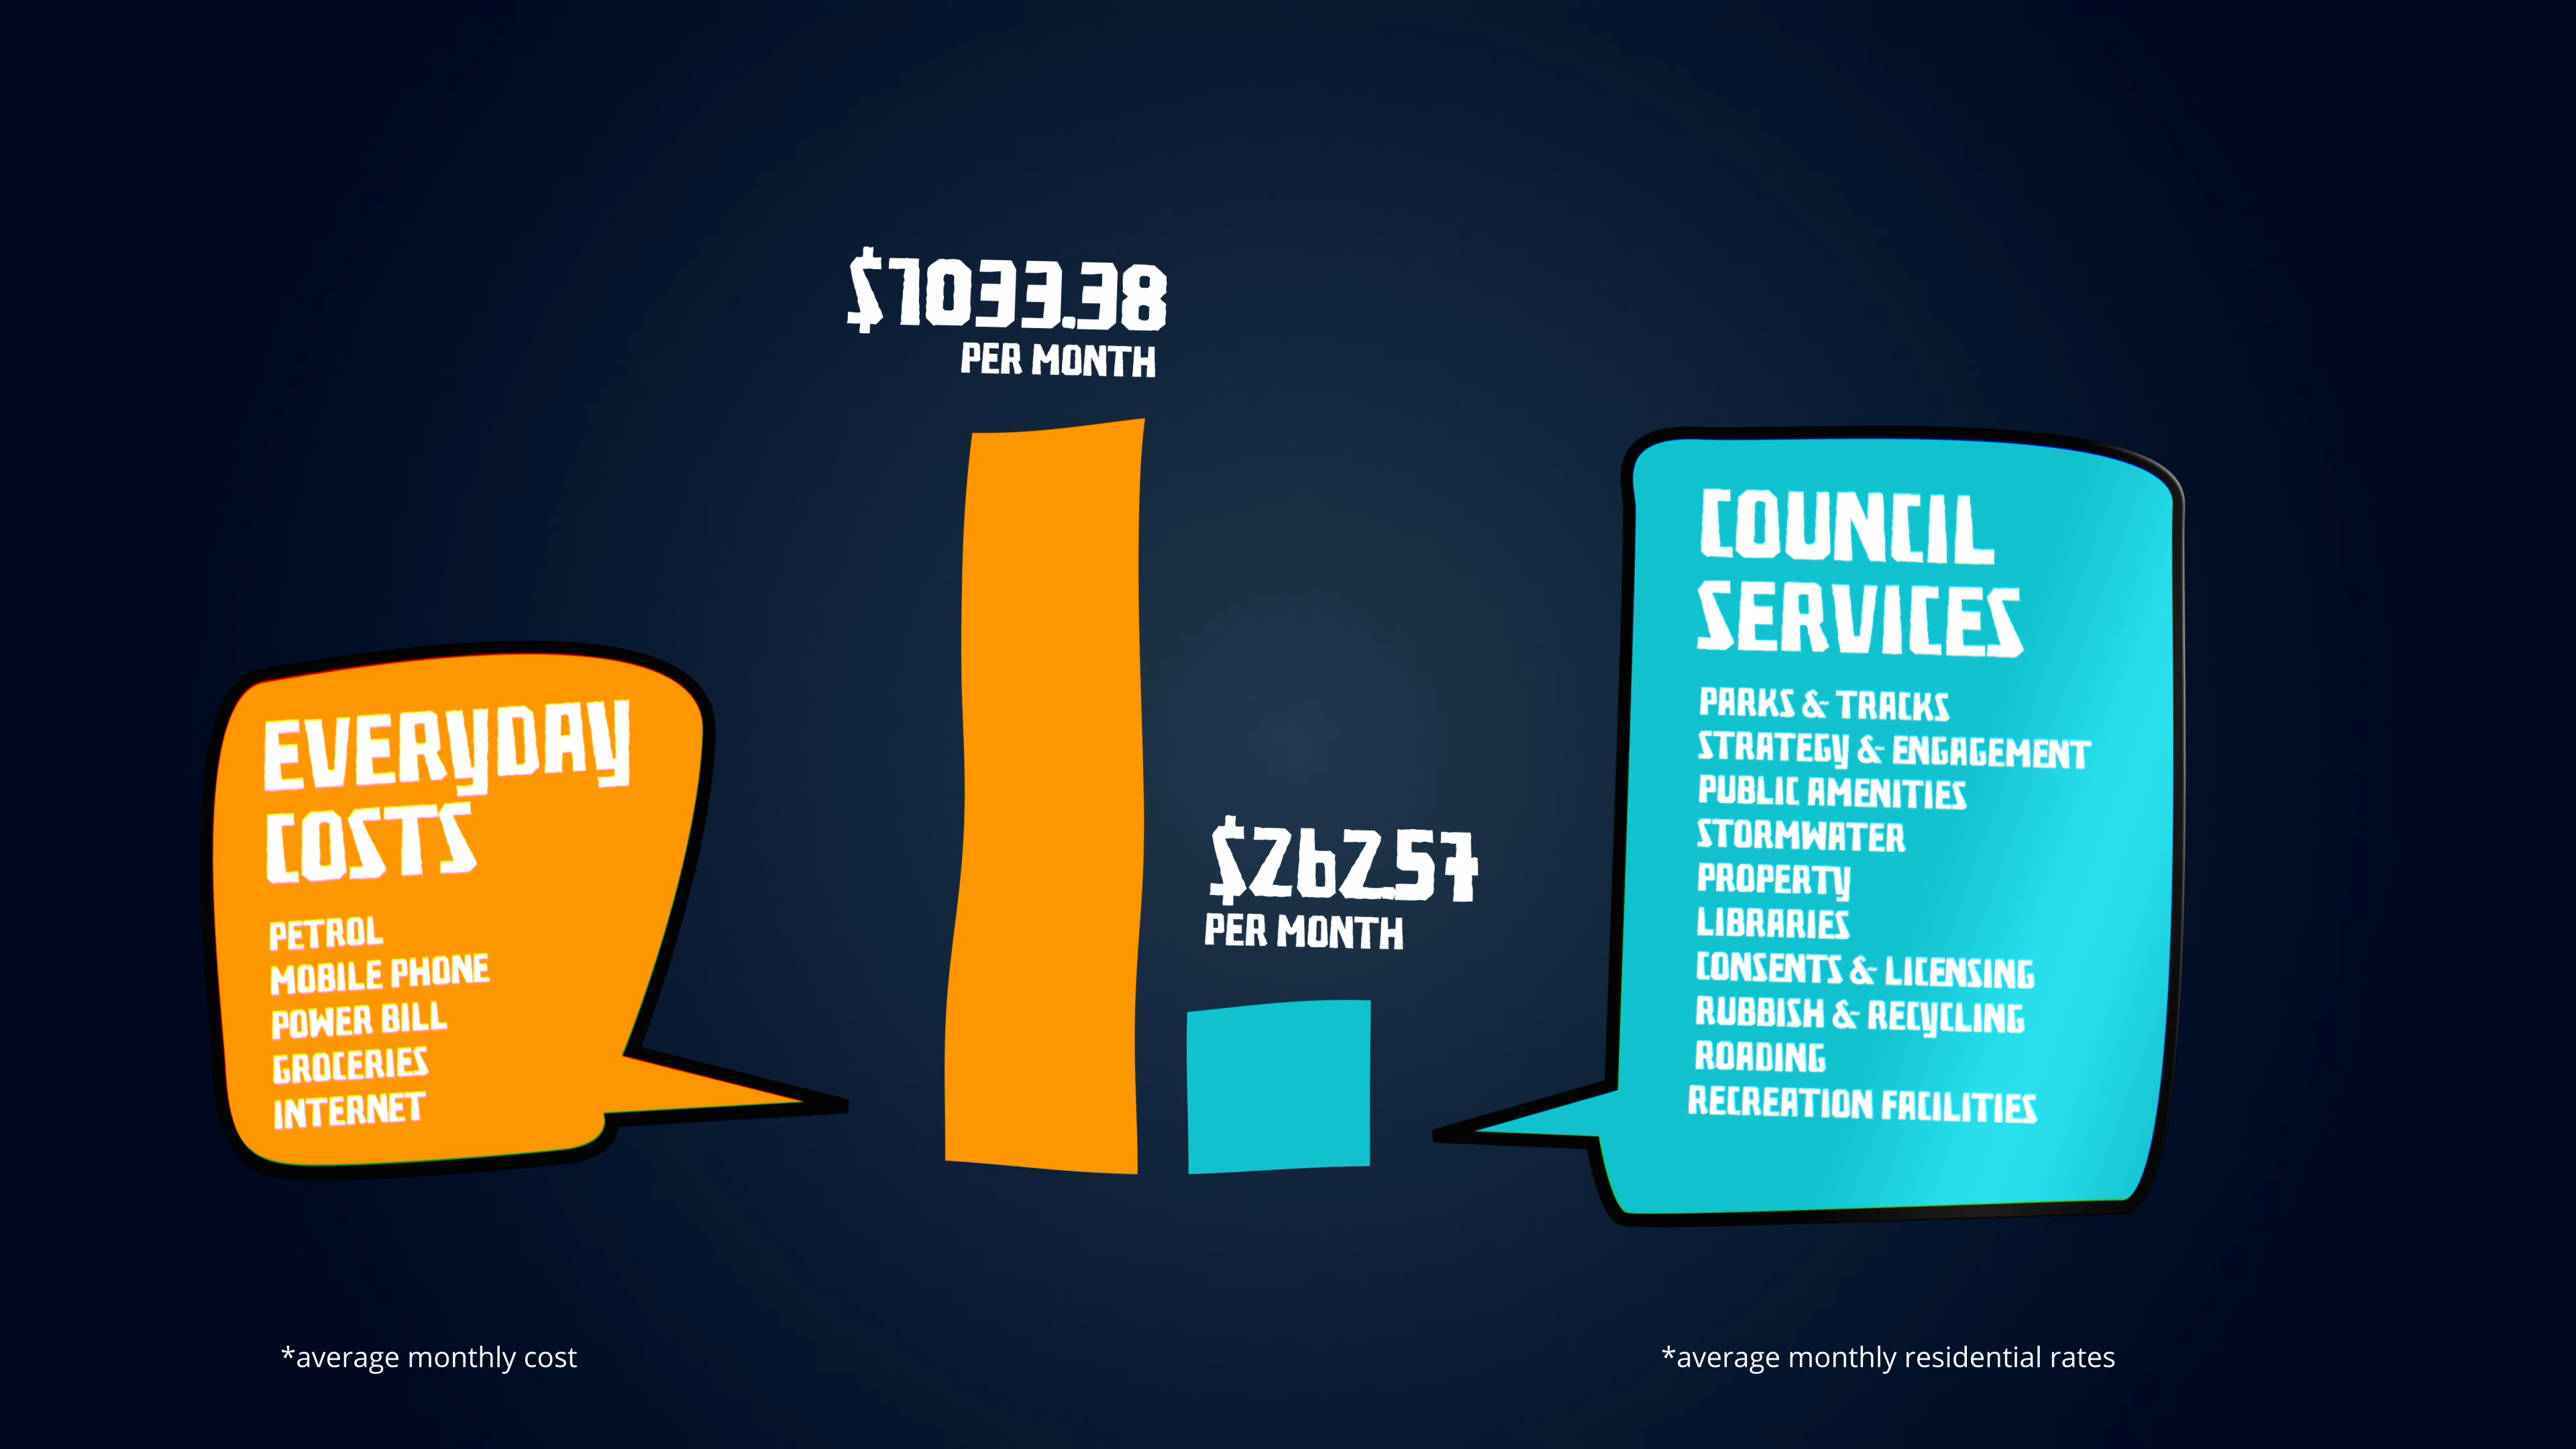 $1033.38
PER MONTH
EVERYDAY
COSTS
PETROL
MOBILE PHONE
POWER BILL
GROCERIES
INTERNET
$262.57
PER MONTH
COUNCIL
SERVICES
PARKS & TRACKS
STRATEGY & ENGAGEMENT
PUBLIC AMENITIES
STORMWATER
PROPERTY
LIBRARIES
CONSENTS & LICENSING
RUBBISH & RECYCLING
ROADING
RECREATION FACILITIES
*average monthly cost
*average monthly residential rates